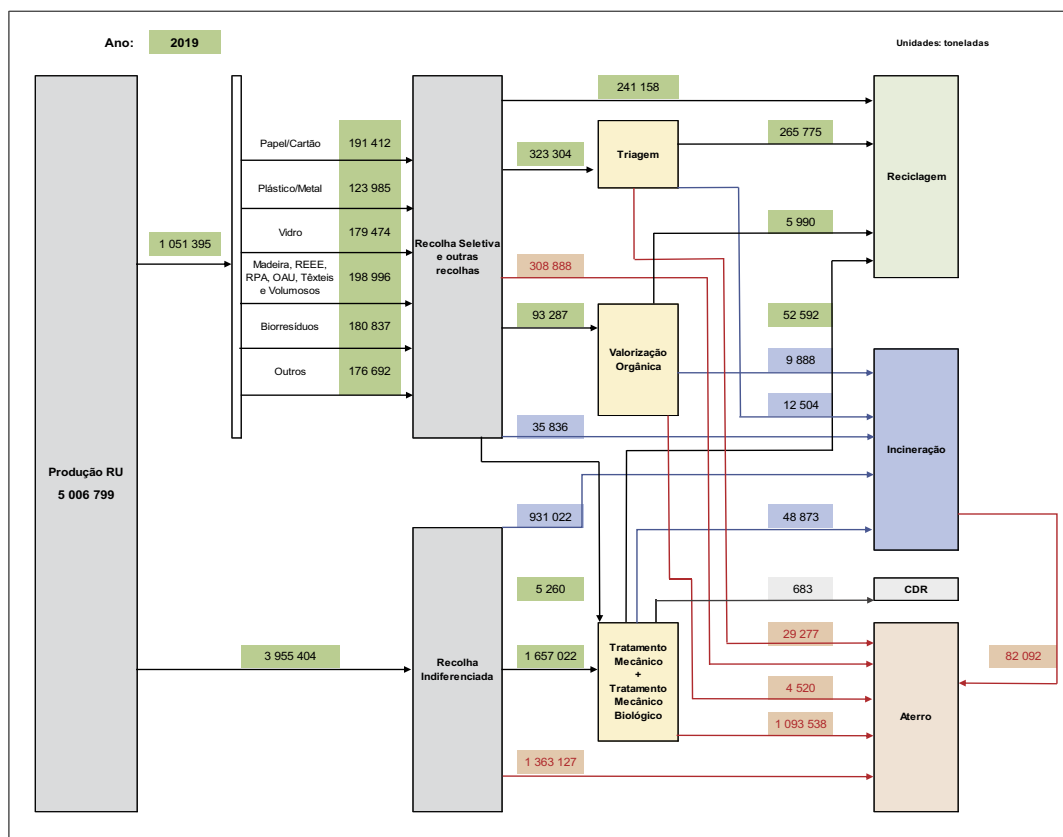 Ano:
2019
Unidades: toneladas
Produção RU
5 006 799
1 051 395
Papel/Cartão
191 412
Plástico/Metal
123 985
Vidro
179 474
Madeira, REEE,
RPA, OAU, Têxteis
e Volumosos
198 996
Biorresíduos
180 837
Outros
176 692
Recolha Seletiva
e outras
recolhas
241 158
323 304
308 888
93 287
35 836
Triagem
Valorização
Orgânica
265 775
5 990
52 592
9 888
12 504
48 873
683
Reciclagem
Incineração
CDR
3 955 404
Recolha
Indiferenciada
931 022
5 260
1 657 022
1 363 127
Tratamento
Mecânico
+
Tratamento
Mecânico
Biológico
29 277
4 520
1 093 538
82 092
Aterro